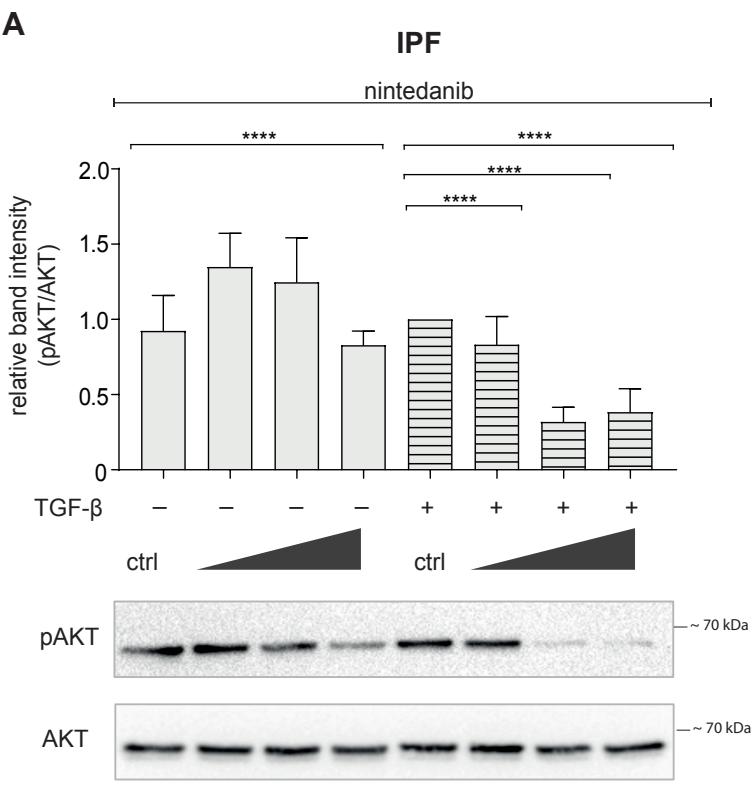 A
IPF
nintedanib
**** ****
****
****
2.0
1.5
1.0
0.5
0
relative band intensity
(pAKT/AKT)
TGF-β – – – – + + + +
ctrl ctrl
pAKT ~ 70 kDa
AKT ~ 70 kDa